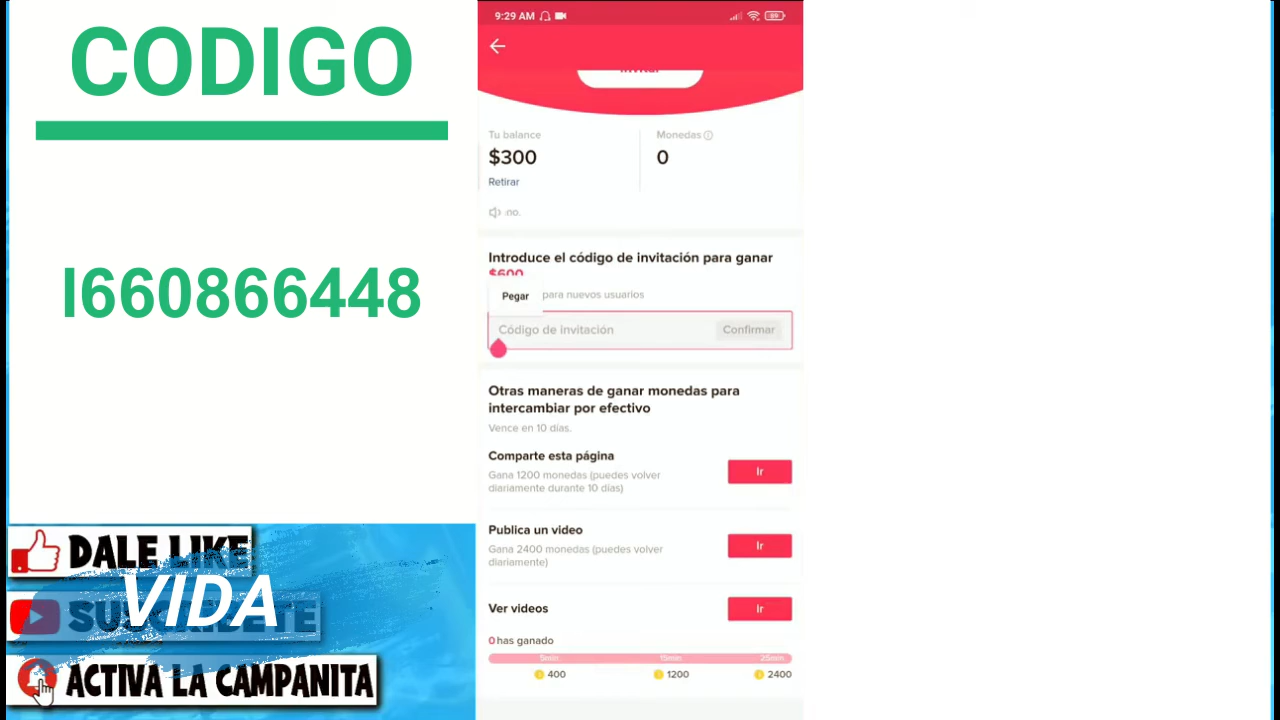 CODIGO
I660866448
DALE LIKE
VIDA
SUSCRIBETE
ACTIVA LA CAMPANITA
9:29 AM
89
Invitar
Tu balance
$300
Retirar
Monedas
0
no.
Introduce el código de invitación para ganar
$600
Pegar
para nuevos usuarios
Código de invitación
Confirmar
Otras maneras de ganar monedas para
intercambiar por efectivo
Vence en 10 días.
Comparte esta página
Gana 1200 monedas (puedes volver
diariamente durante 10 días)
Ir
Publica un video
Gana 2400 monedas (puedes volver
diariamente)
Ir
Ver videos
Ir
0 has ganado
5min 15min 25min
400 1200 2400